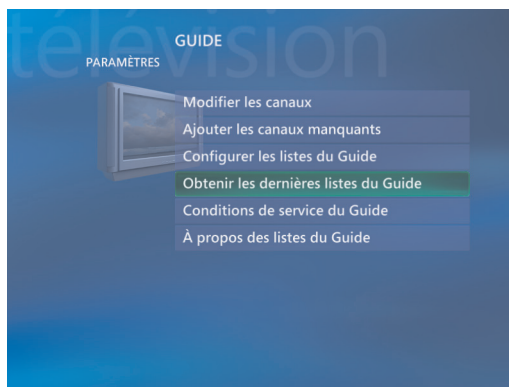 télévision
GUIDE
PARAMÈTRES
Modifier les canaux
Ajouter les canaux manquants
Configurer les listes du Guide
Obtenir les dernières listes du Guide
Conditions de service du Guide
À propos des listes du Guide